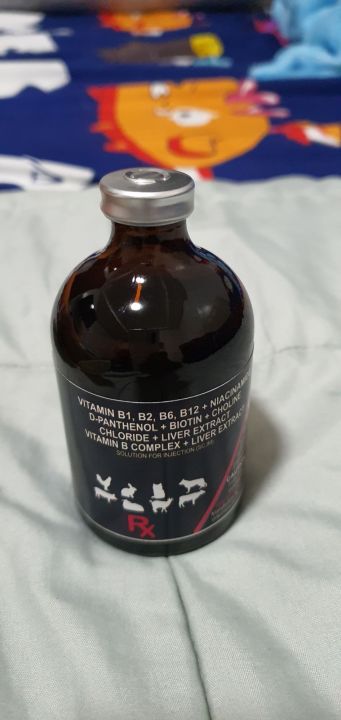 VITAMIN B1, B2, B6, B12 + NIACINAMIDE
D-PANTHENOL + BIOTIN + CHOLINE
CHLORIDE + LIVER EXTRACT
VITAMIN B COMPLEX + LIVER EXTRACT
SOLUTION FOR INJECTION
Rx